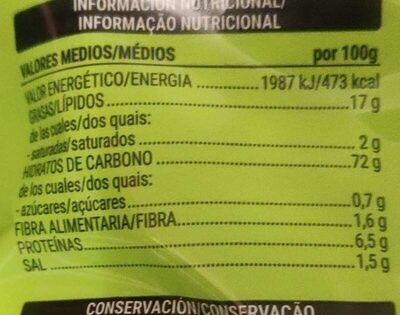 INFORMACIÓN NUTRICIONAL/
INFORMAÇÃO NUTRICIONAL
VALORES MEDIOS/MÉDIOS por 100g
VALOR ENERGÉTICO/ENERGIA 1987 kJ/473 kcal
GRASAS/LÍPIDOS 17 g
de las cuales/dos quais:
- saturadas/saturados 2 g
HIDRATOS DE CARBONO 72 g
de los cuales/dos quais:
- azúcares/açúcares 0,7 g
FIBRA ALIMENTARIA/FIBRA 1,6 g
PROTEÍNAS 6,5 g
SAL 1,5 g
CONSERVACIÓN/CONSERVAÇÃO